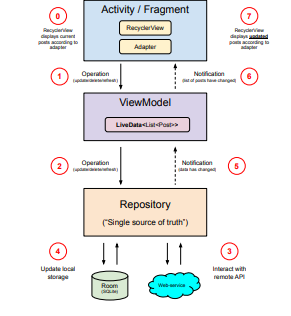 0
Activity / Fragment
7
RecyclerView
displays current
posts according to
adapter
RecyclerView
Adapter
RecyclerView
displays updated
posts according to
adapter
1
Operation
(update/delete/refresh)
Notification
(list of posts have changed)
6
ViewModel
LiveData<List<Post>>
2
Operation
(update/delete/refresh)
Notification
(data has changed)
5
Repository
("Single source of truth")
4
Update local
storage
Room
(SQLite)
Web-service
3
Interact with
remote API